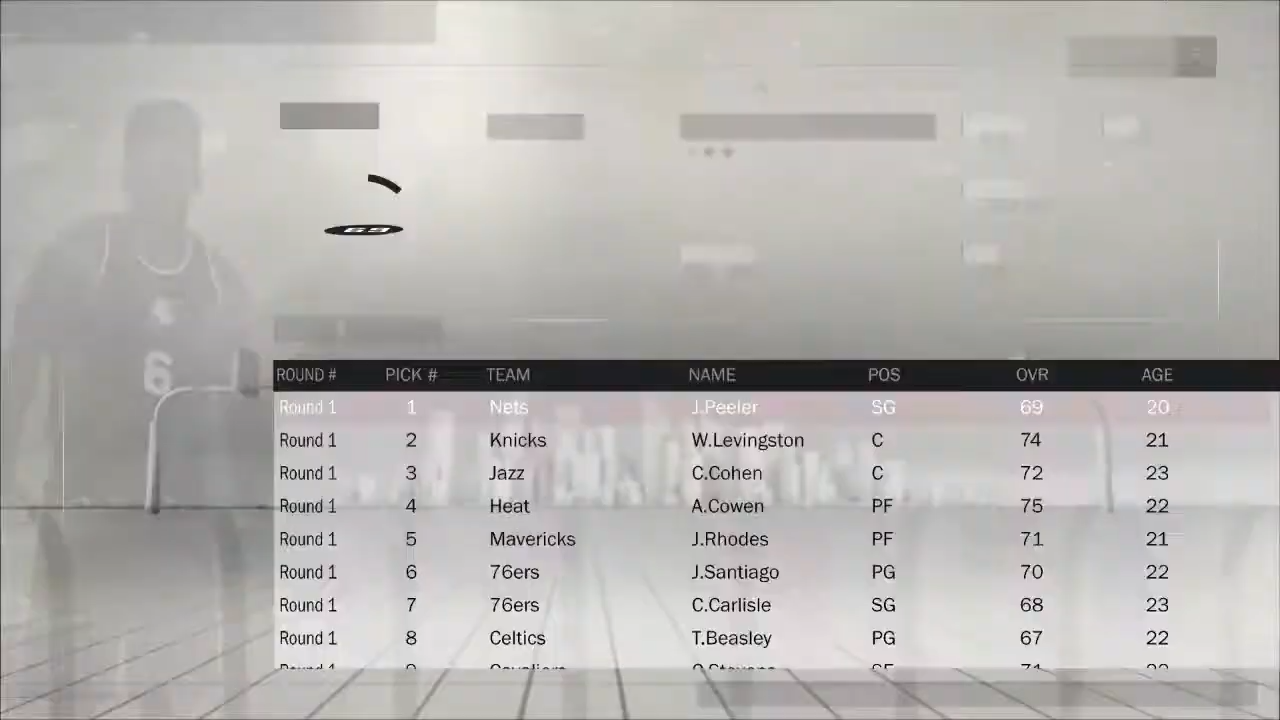 69
6
ROUND # PICK # TEAM NAME POS OVR AGE
Round 1 1 Nets J.Peeler SG 69 20
Round 1 2 Knicks W.Levingston C 74 21
Round 1 3 Jazz C.Cohen C 72 23
Round 1 4 Heat A.Cowen PF 75 22
Round 1 5 Mavericks J.Rhodes PF 71 21
Round 1 6 76ers J.Santiago PG 70 22
Round 1 7 76ers C.Carlisle SG 68 23
Round 1 8 Celtics T.Beasley PG 67 22